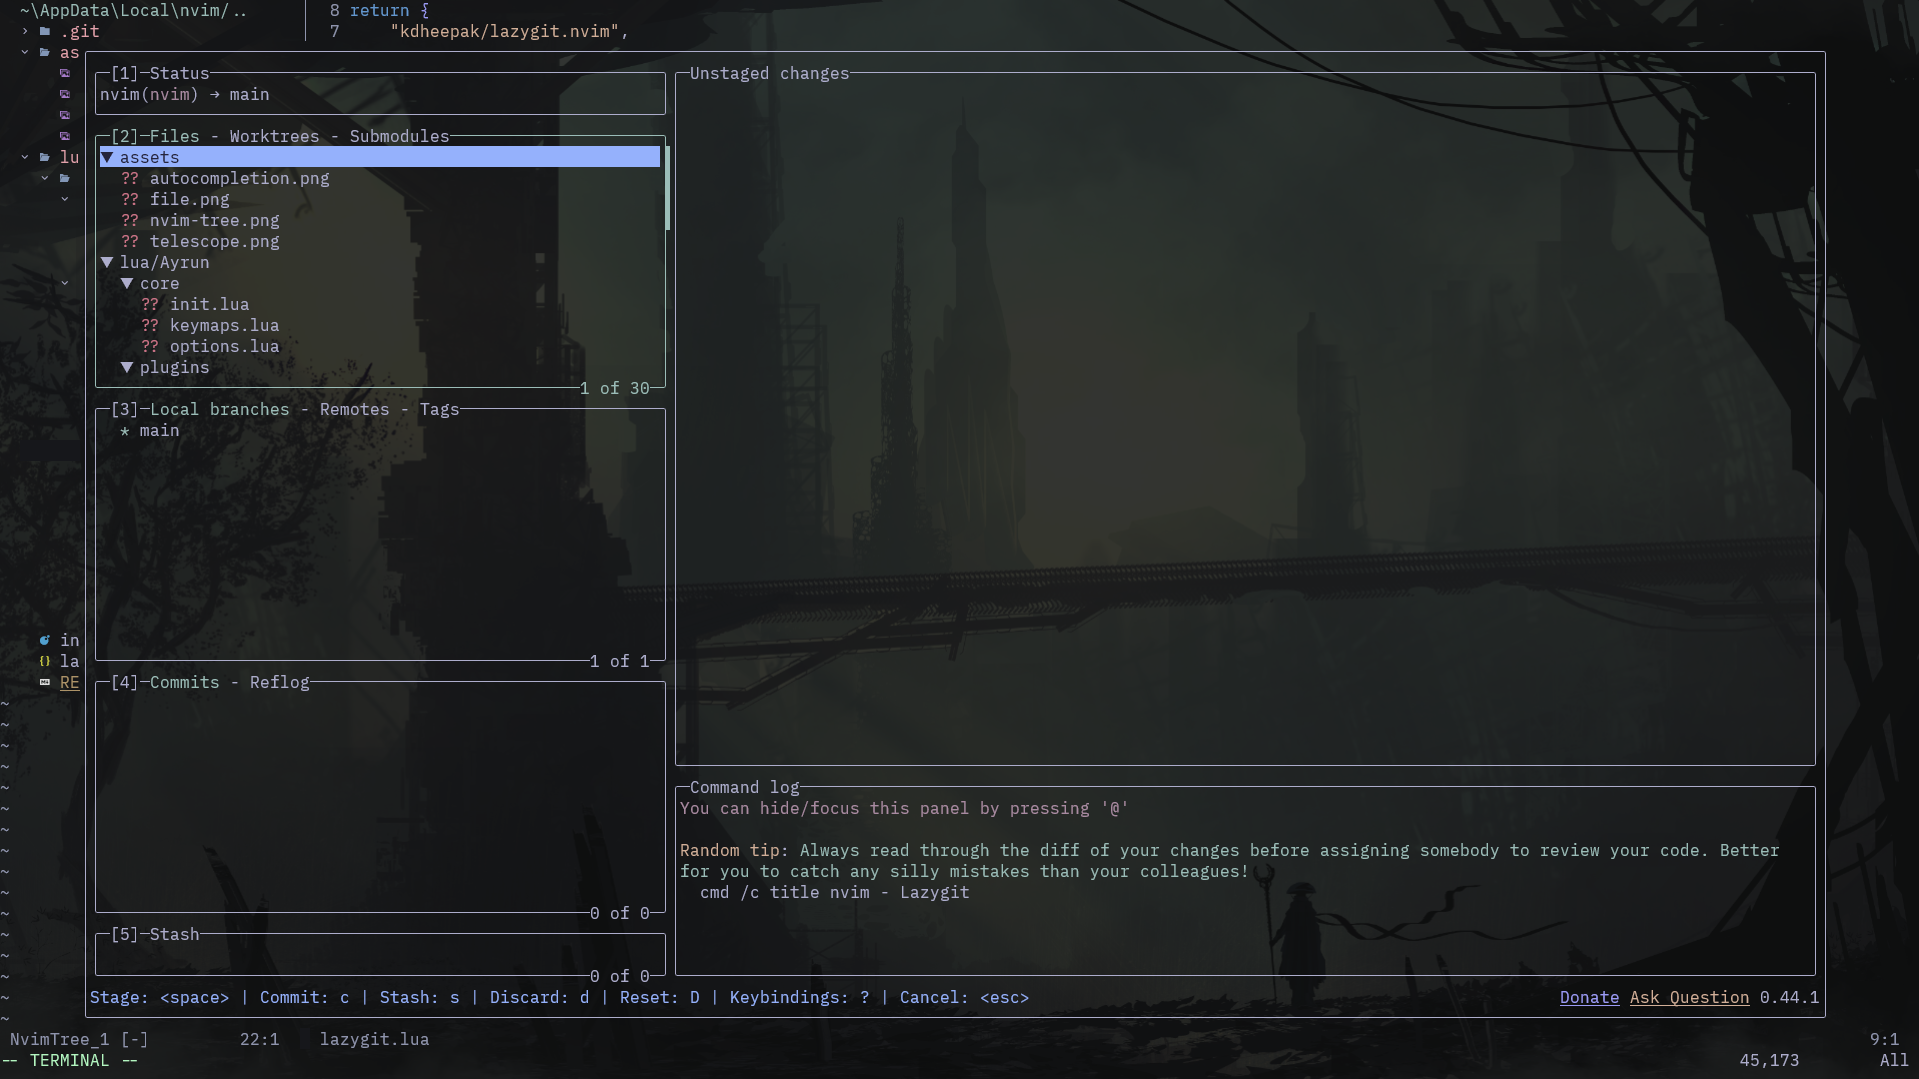 ~\AppData\Local\nvim/..
8 return {
.git
7 "kdheepak/lazygit.nvim",
as
[1]─Status
nvim(nvim) → main
[2]─Files - Worktrees - Submodules
▼ assets
?? autocompletion.png
?? file.png
?? nvim-tree.png
?? telescope.png
▼ lua/Ayrun
▼ core
?? init.lua
?? keymaps.lua
?? options.lua
▼ plugins
1 of 30
lu
[3]─Local branches - Remotes - Tags
* main
1 of 1
in
{} la
RE
[4]─Commits - Reflog
0 of 0
[5]─Stash
0 of 0
Unstaged changes
Command log
You can hide/focus this panel by pressing '@'
Random tip: Always read through the diff of your changes before assigning somebody to review your code. Better
for you to catch any silly mistakes than your colleagues!
cmd /c title nvim - Lazygit
Stage: <space> | Commit: c | Stash: s | Discard: d | Reset: D | Keybindings: ? | Cancel: <esc>
Donate Ask Question 0.44.1
NvimTree_1 [-] 22:1 lazygit.lua 9:1
-- TERMINAL -- 45,173 All